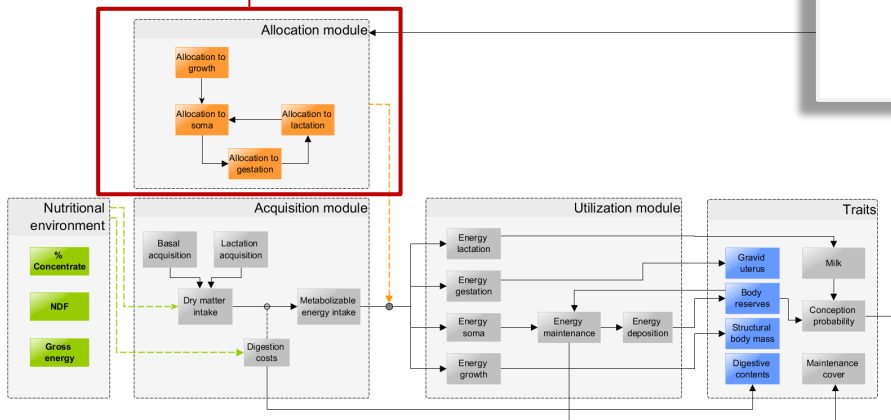 Allocation module
Allocation to
growth
Allocation to
soma
Allocation to
lactation
Allocation to
gestation
Nutritional
environment
%
Concentrate
NDF
Gross
energy
Acquisition module
Basal
acquisition
Lactation
acquisition
Dry matter
intake
Metabolizable
energy intake
Digestion
costs
Utilization module
Energy
lactation
Energy
gestation
Energy
soma
Energy
maintenance
Energy
deposition
Energy
growth
Traits
Gravid
uterus
Milk
Body
reserves
Conception
probability
Structural
body mass
Digestive
contents
Maintenance
cover